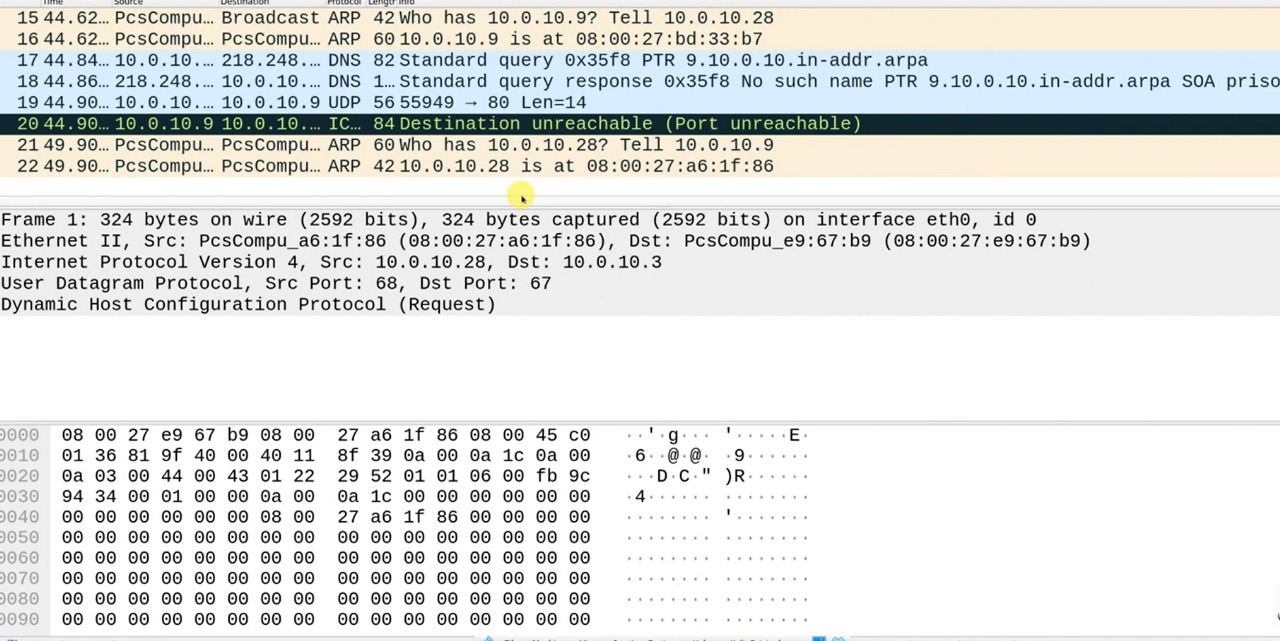 Time Source Destination Protocol Length Info
15 44.62… PcsCompu… Broadcast ARP 42 Who has 10.0.10.9? Tell 10.0.10.28
16 44.62… PcsCompu… PcsCompu… ARP 60 10.0.10.9 is at 08:00:27:bd:33:b7
17 44.84… 10.0.10.… 218.248.… DNS 82 Standard query 0x35f8 PTR 9.10.0.10.in-addr.arpa
18 44.86… 218.248.… 10.0.10.… DNS 1… Standard query response 0x35f8 No such name PTR 9.10.0.10.in-addr.arpa SOA priso
19 44.90… 10.0.10.… 10.0.10.9 UDP 56 55949 → 80 Len=14
20 44.90… 10.0.10.9 10.0.10.… IC… 84 Destination unreachable (Port unreachable)
21 49.90… PcsCompu… PcsCompu… ARP 60 Who has 10.0.10.28? Tell 10.0.10.9
22 49.90… PcsCompu… PcsCompu… ARP 42 10.0.10.28 is at 08:00:27:a6:1f:86
Frame 1: 324 bytes on wire (2592 bits), 324 bytes captured (2592 bits) on interface eth0, id 0
Ethernet II, Src: PcsCompu_a6:1f:86 (08:00:27:a6:1f:86), Dst: PcsCompu_e9:67:b9 (08:00:27:e9:67:b9)
Internet Protocol Version 4, Src: 10.0.10.28, Dst: 10.0.10.3
User Datagram Protocol, Src Port: 68, Dst Port: 67
Dynamic Host Configuration Protocol (Request)
0000 08 00 27 e9 67 b9 08 00 27 a6 1f 86 08 00 45 c0 ··'·g··· '·····E·
0010 01 36 81 9f 40 00 40 11 8f 39 0a 00 0a 1c 0a 00 ·6··@·@· ·9······
0020 0a 03 00 44 00 43 01 22 29 52 01 01 06 00 fb 9c ···D·C·" )R······
0030 94 34 00 01 00 00 0a 00 0a 1c 00 00 00 00 00 00 ·4······ ········
0040 00 00 00 00 00 00 08 00 27 a6 1f 86 00 00 00 00 ········ '·······
0050 00 00 00 00 00 00 00 00 00 00 00 00 00 00 00 00 ········ ········
0060 00 00 00 00 00 00 00 00 00 00 00 00 00 00 00 00 ········ ········
0070 00 00 00 00 00 00 00 00 00 00 00 00 00 00 00 00 ········ ········
0080 00 00 00 00 00 00 00 00 00 00 00 00 00 00 00 00 ········ ········
0090 00 00 00 00 00 00 00 00 00 00 00 00 00 00 00 00 ········ ········